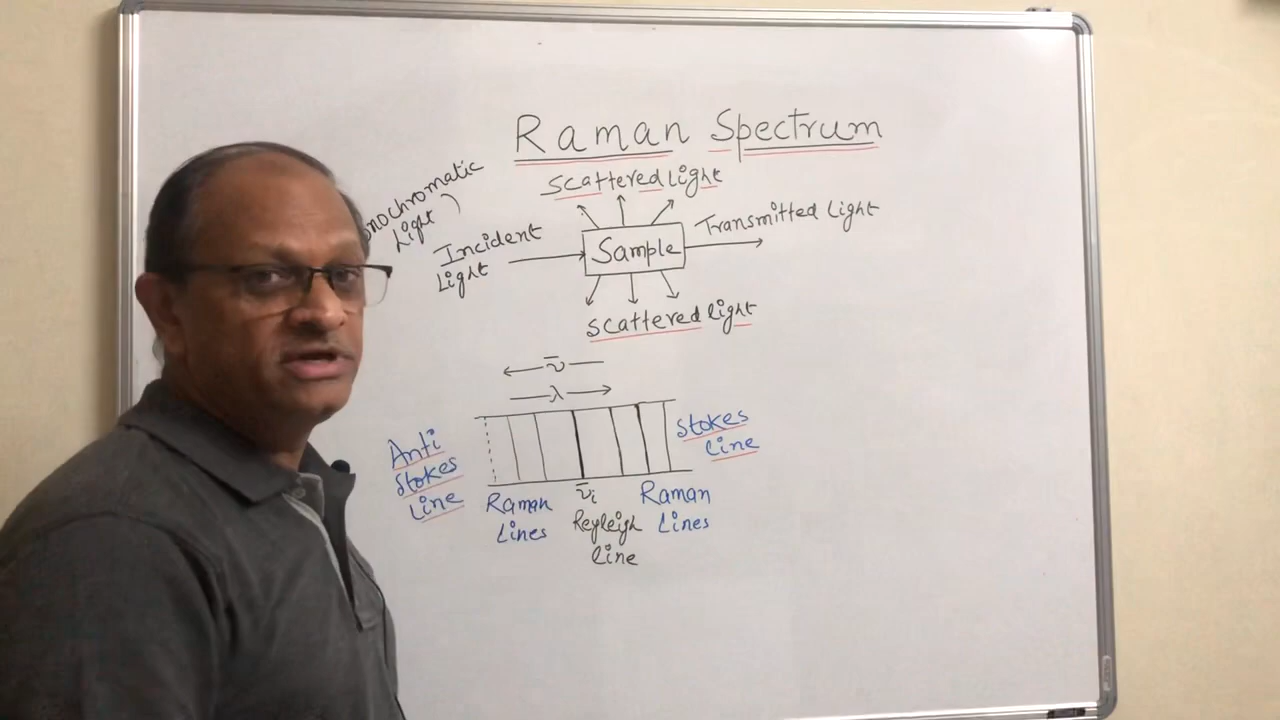 Raman Spectrum
scattered light
Transmitted Light
Light)
Incident
Light
Sample
scattered light
ν̄
λ
Anti
Stokes
Line
Stokes
Line
Raman
Lines
ν̄i
Reyleigh
line
Raman
Lines